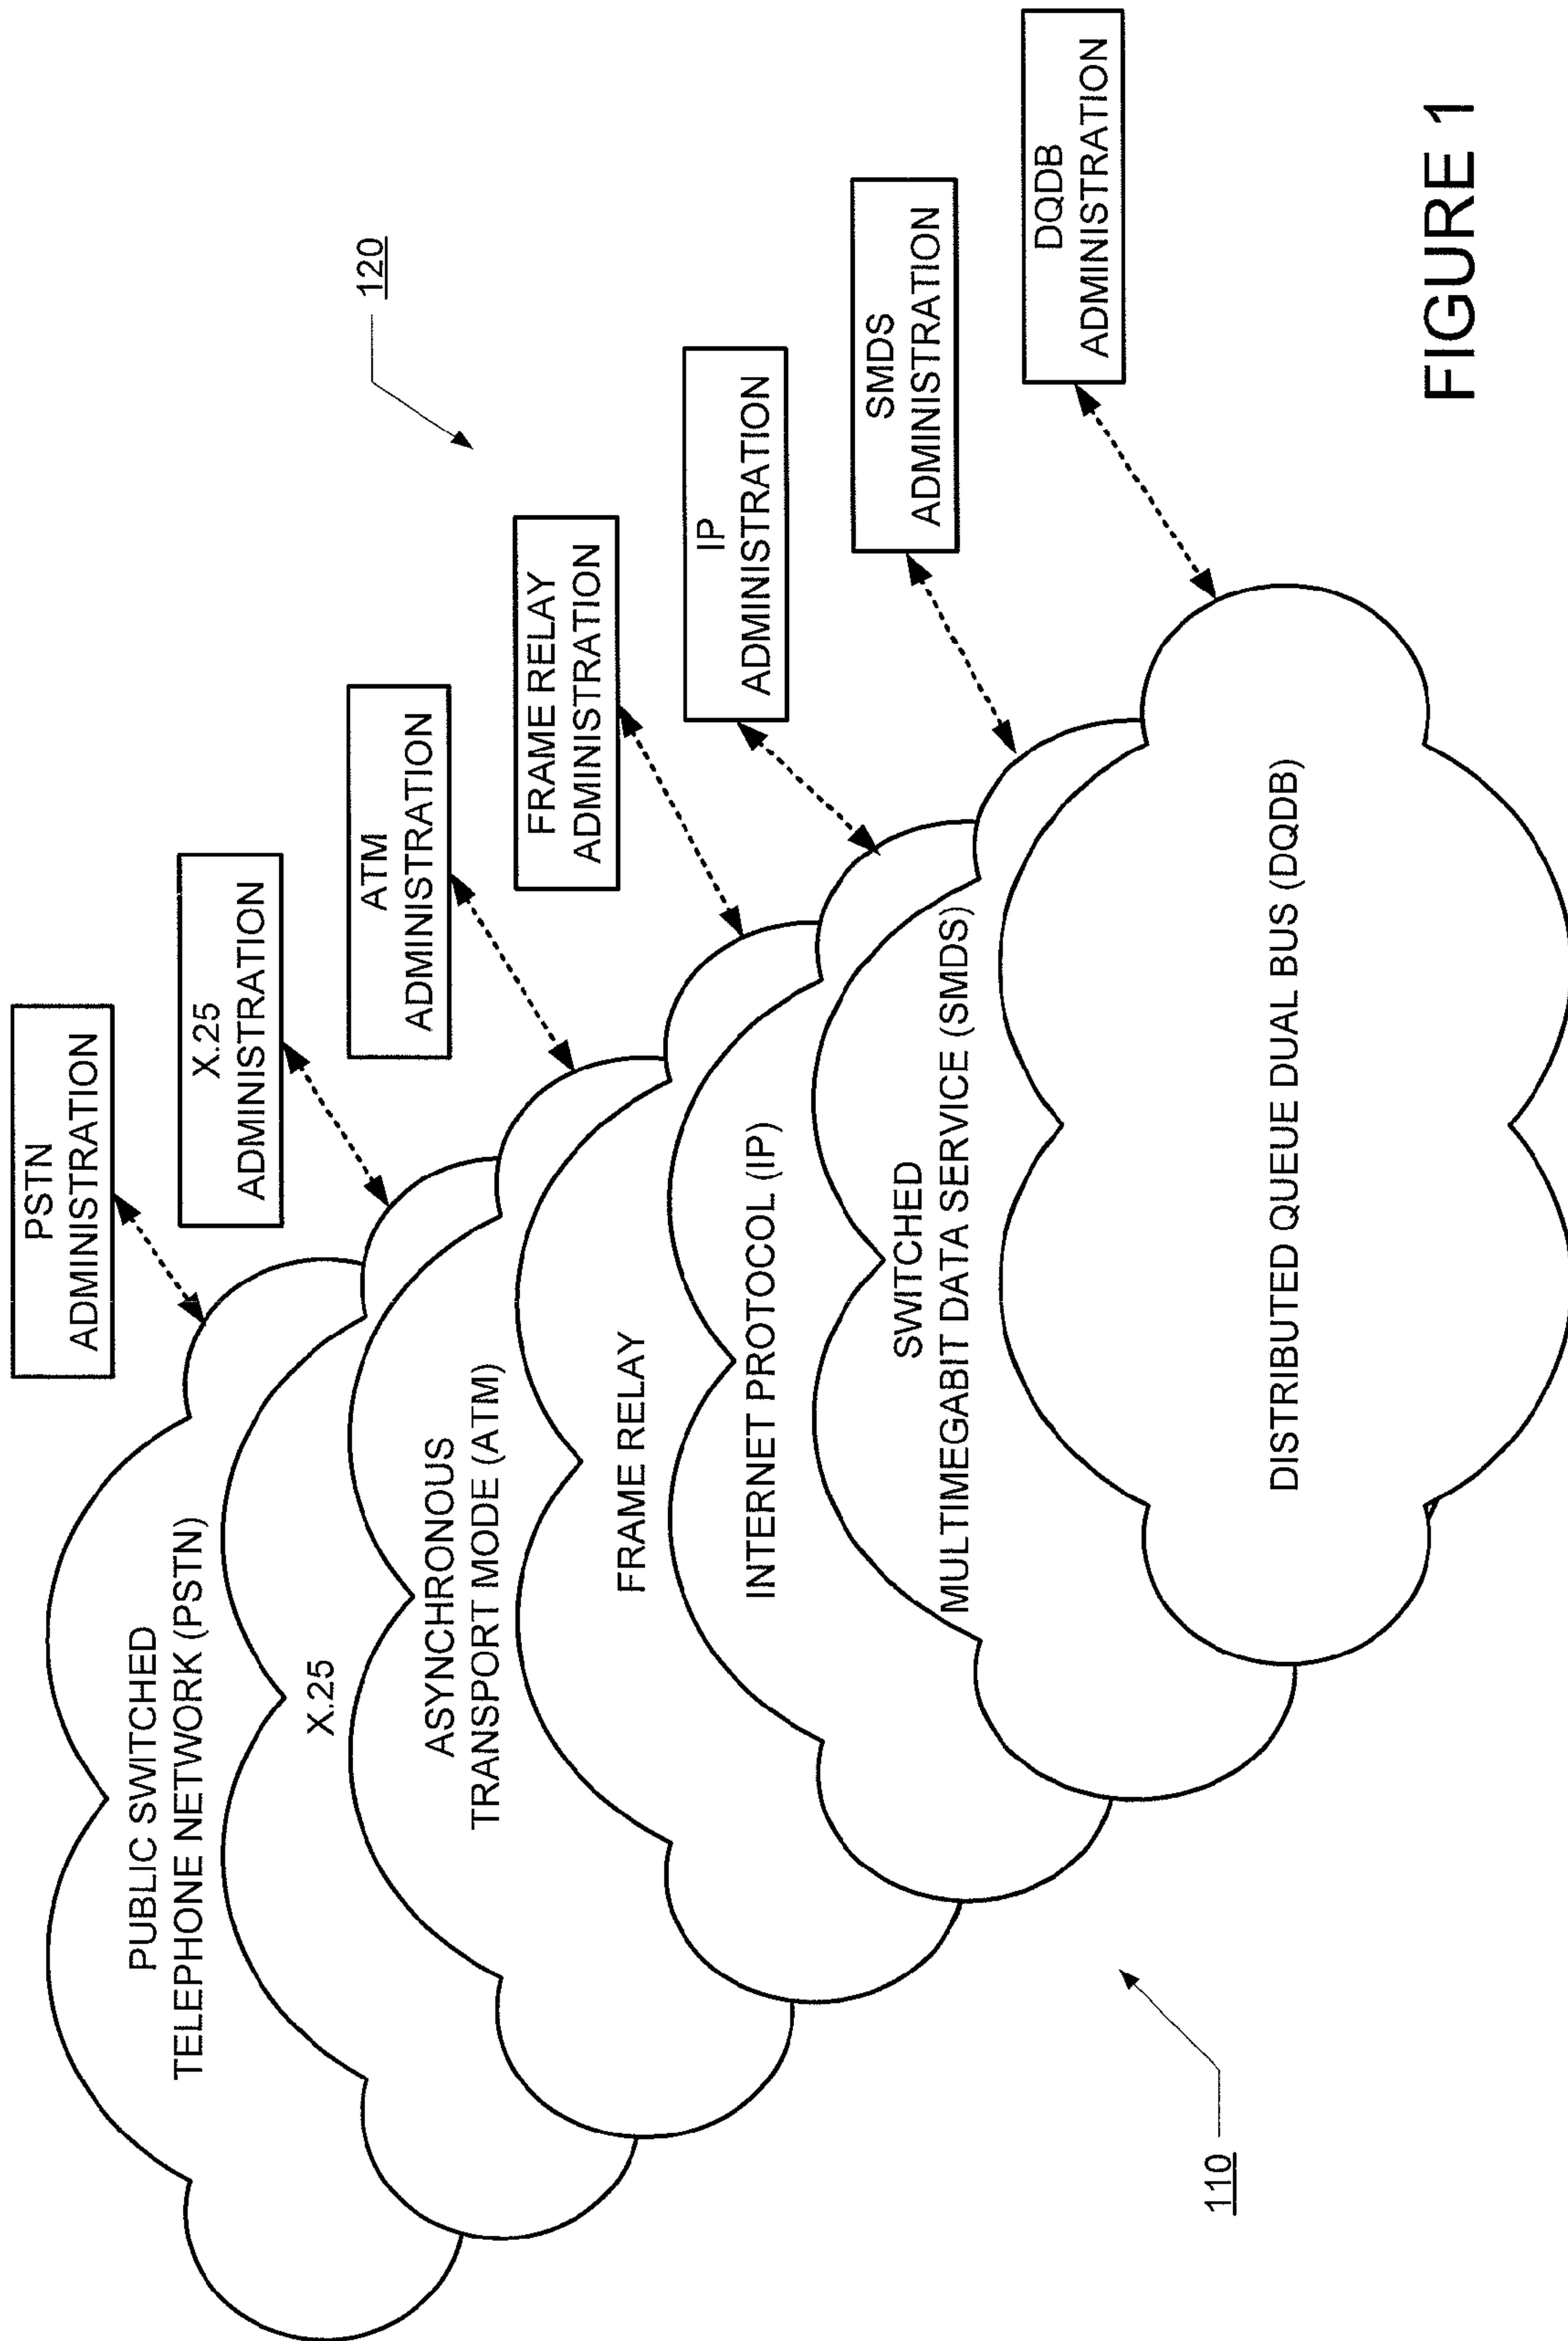 PUBLIC SWITCHED
TELEPHONE NETWORK (PSTN)
PSTN
ADMINISTRATION
X.25
X.25
ADMINISTRATION
ASYNCHRONOUS
TRANSPORT MODE (ATM)
ATM
ADMINISTRATION
120
FRAME RELAY
FRAME RELAY
ADMINISTRATION
INTERNET PROTOCOL (IP)
IP
ADMINISTRATION
SWITCHED
MULTIMEGABIT DATA SERVICE (SMDS)
SMDS
ADMINISTRATION
DISTRIBUTED QUEUE DUAL BUS (DQDB)
DQDB
ADMINISTRATION
110
FIGURE 1